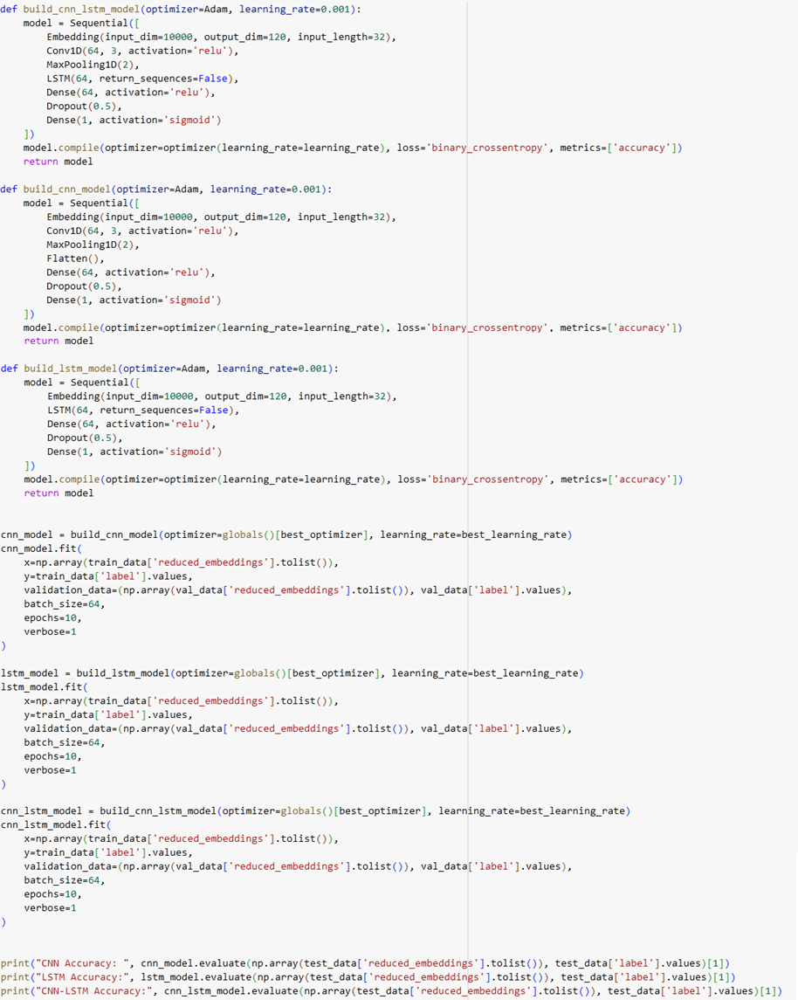 def build_cnn_lstm_model(optimizer=Adam, learning_rate=0.001):
    model = Sequential([
        Embedding(input_dim=10000, output_dim=120, input_length=32),
        Conv1D(64, 3, activation='relu'),
        MaxPooling1D(2),
        LSTM(64, return_sequences=False),
        Dense(64, activation='relu'),
        Dropout(0.5),
        Dense(1, activation='sigmoid')
    ])
    model.compile(optimizer=optimizer(learning_rate=learning_rate), loss='binary_crossentropy', metrics=['accuracy'])
    return model

def build_cnn_model(optimizer=Adam, learning_rate=0.001):
    model = Sequential([
        Embedding(input_dim=10000, output_dim=120, input_length=32),
        Conv1D(64, 3, activation='relu'),
        MaxPooling1D(2),
        Flatten(),
        Dense(64, activation='relu'),
        Dropout(0.5),
        Dense(1, activation='sigmoid')
    ])
    model.compile(optimizer=optimizer(learning_rate=learning_rate), loss='binary_crossentropy', metrics=['accuracy'])
    return model

def build_lstm_model(optimizer=Adam, learning_rate=0.001):
    model = Sequential([
        Embedding(input_dim=10000, output_dim=120, input_length=32),
        LSTM(64, return_sequences=False),
        Dense(64, activation='relu'),
        Dropout(0.5),
        Dense(1, activation='sigmoid')
    ])
    model.compile(optimizer=optimizer(learning_rate=learning_rate), loss='binary_crossentropy', metrics=['accuracy'])
    return model

cnn_model = build_cnn_model(optimizer=globals()[best_optimizer], learning_rate=best_learning_rate)
cnn_model.fit(
    x=np.array(train_data['reduced_embeddings'].tolist()),
    y=train_data['label'].values,
    validation_data=(np.array(val_data['reduced_embeddings'].tolist()), val_data['label'].values),
    batch_size=64,
    epochs=10,
    verbose=1
)

lstm_model = build_lstm_model(optimizer=globals()[best_optimizer], learning_rate=best_learning_rate)
lstm_model.fit(
    x=np.array(train_data['reduced_embeddings'].tolist()),
    y=train_data['label'].values,
    validation_data=(np.array(val_data['reduced_embeddings'].tolist()), val_data['label'].values),
    batch_size=64,
    epochs=10,
    verbose=1
)

cnn_lstm_model = build_cnn_lstm_model(optimizer=globals()[best_optimizer], learning_rate=best_learning_rate)
cnn_lstm_model.fit(
    x=np.array(train_data['reduced_embeddings'].tolist()),
    y=train_data['label'].values,
    validation_data=(np.array(val_data['reduced_embeddings'].tolist()), val_data['label'].values),
    batch_size=64,
    epochs=10,
    verbose=1
)

print("CNN Accuracy: ", cnn_model.evaluate(np.array(test_data['reduced_embeddings'].tolist()), test_data['label'].values)[1])
print("LSTM Accuracy:", lstm_model.evaluate(np.array(test_data['reduced_embeddings'].tolist()), test_data['label'].values)[1])
print("CNN-LSTM Accuracy:", cnn_lstm_model.evaluate(np.array(test_data['reduced_embeddings'].tolist()), test_data['label'].values)[1])